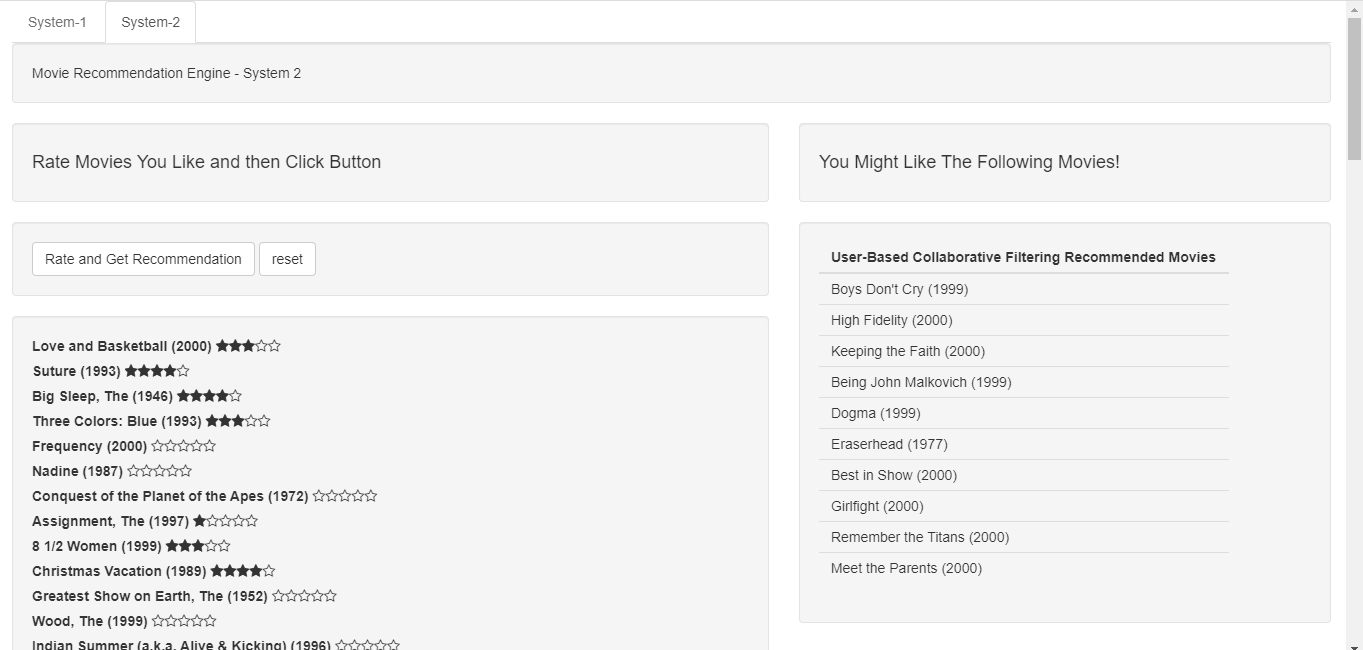 System-1 System-2
Movie Recommendation Engine - System 2
Rate Movies You Like and then Click Button
Rate and Get Recommendation reset
Love and Basketball (2000) ★★★☆☆
Suture (1993) ★★★★☆
Big Sleep, The (1946) ★★★★☆
Three Colors: Blue (1993) ★★★☆☆
Frequency (2000) ☆☆☆☆☆
Nadine (1987) ☆☆☆☆☆
Conquest of the Planet of the Apes (1972) ☆☆☆☆☆
Assignment, The (1997) ★☆☆☆☆
8 1/2 Women (1999) ★★★☆☆
Christmas Vacation (1989) ★★★★☆
Greatest Show on Earth, The (1952) ☆☆☆☆☆
Wood, The (1999) ☆☆☆☆☆
Indian Summer (a.k.a. Alive & Kicking) (1996) ☆☆☆☆☆
You Might Like The Following Movies!
User-Based Collaborative Filtering Recommended Movies
Boys Don't Cry (1999)
High Fidelity (2000)
Keeping the Faith (2000)
Being John Malkovich (1999)
Dogma (1999)
Eraserhead (1977)
Best in Show (2000)
Girlfight (2000)
Remember the Titans (2000)
Meet the Parents (2000)